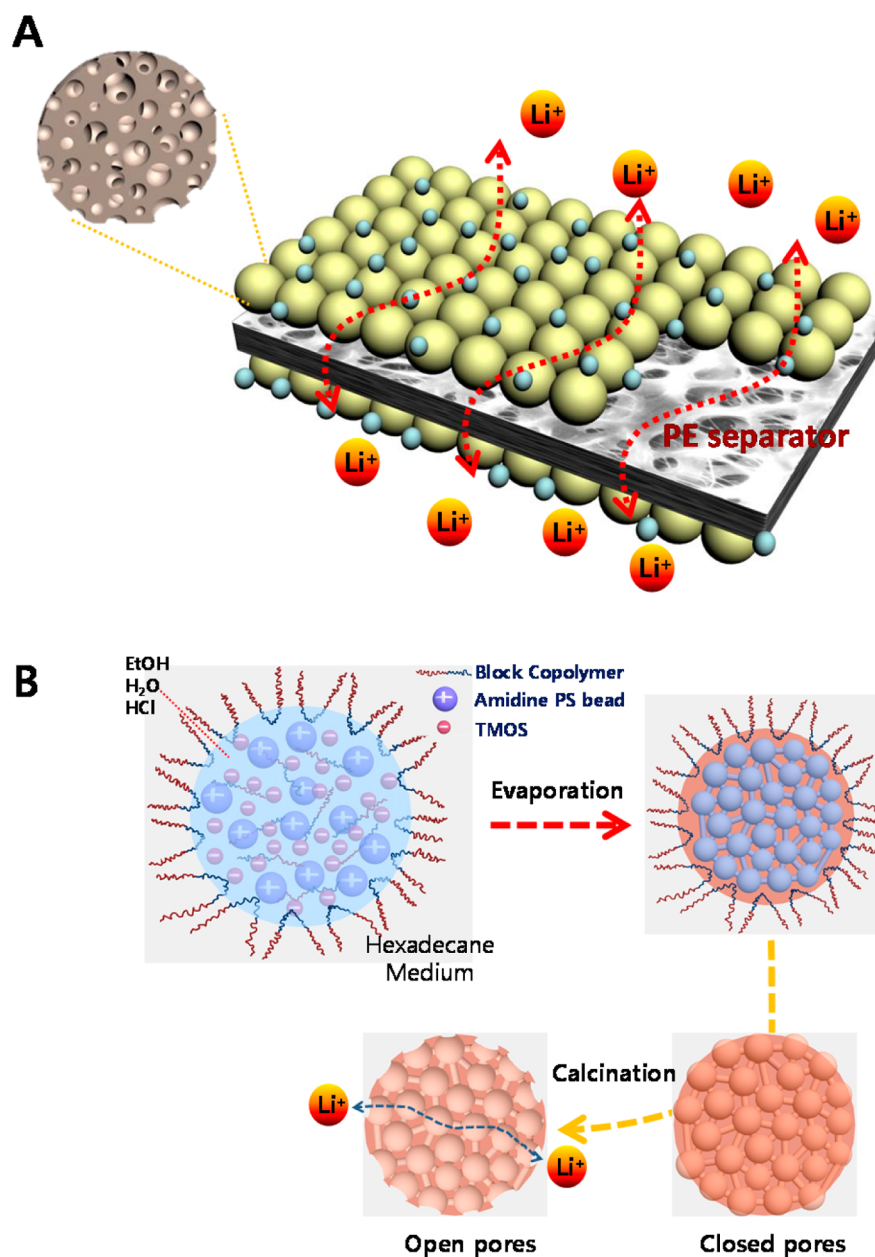 A
Li⁺
Li⁺
Li⁺
Li⁺
PE separator
Li⁺
Li⁺
Li⁺
Li⁺
B
EtOH
H₂O
HCl
Block Copolymer
Amidine PS bead
TMOS
+
-
Evaporation
Hexadecane
Medium
Calcination
Li⁺
Li⁺
Open pores
Closed pores